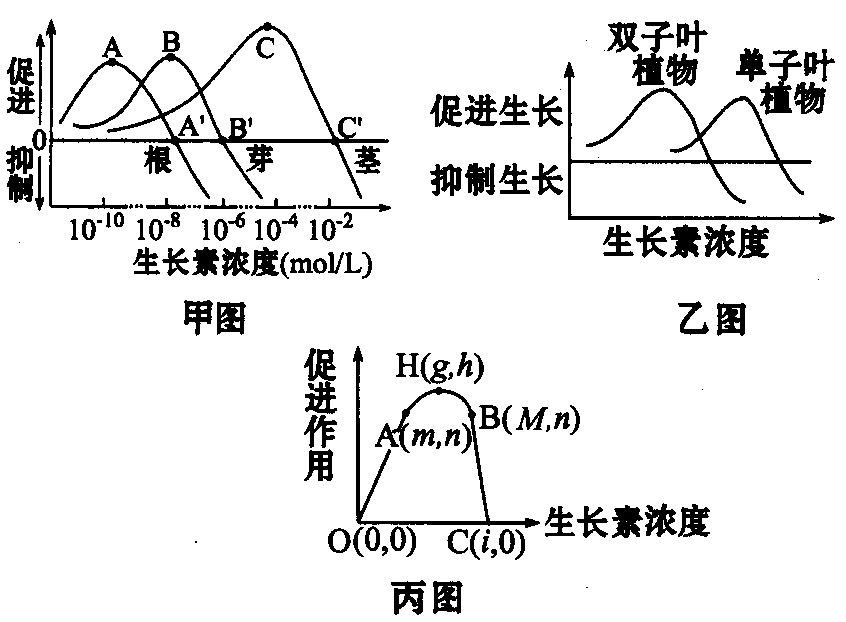 促进
0
抑制
A
B
C
A'
B'
C'
根
芽
茎
10⁻¹⁰
10⁻⁸
10⁻⁶
10⁻⁴
10⁻²
生长素浓度(mol/L)
甲图
双子叶
植物
单子叶
植物
促进生长
抑制生长
生长素浓度
乙图
促进作用
H(g,h)
A(m,n)
B(M,n)
O(0,0)
C(i,0)
生长素浓度
丙图